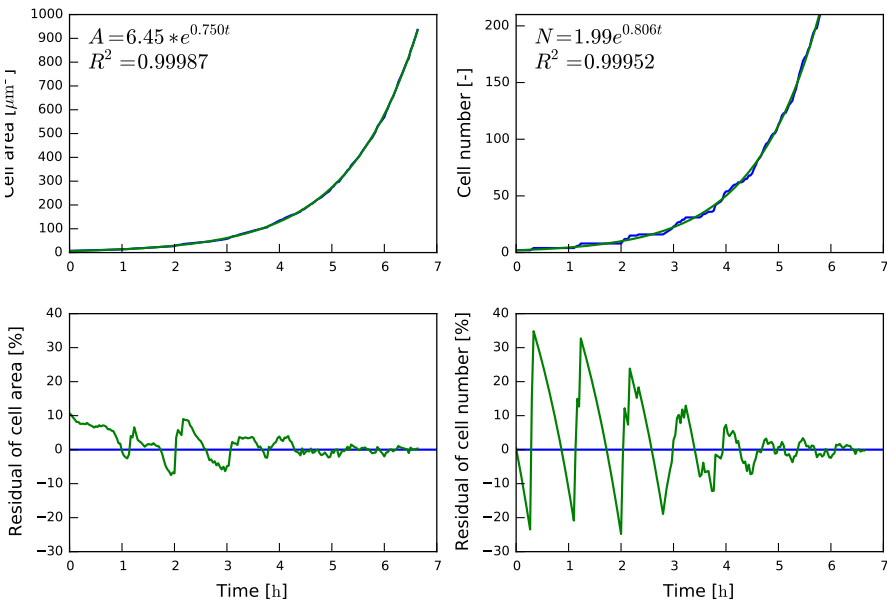 1000
900
800
700
600
500
400
300
200
100
0
0 1 2 3 4 5 6 7
Cell area [μm
A = 6.45 ∗ e^{0.750t}
R² = 0.99987
200
150
100
50
0
0 1 2 3 4 5 6 7
Cell number [-]
N = 1.99e^{0.806t}
R² = 0.99952
40
30
20
10
0
−10
−20
−30
0 1 2 3 4 5 6 7
Residual of cell area [%]
Time [h]
40
30
20
10
0
−10
−20
−30
0 1 2 3 4 5 6 7
Residual of cell number [%]
Time [h]